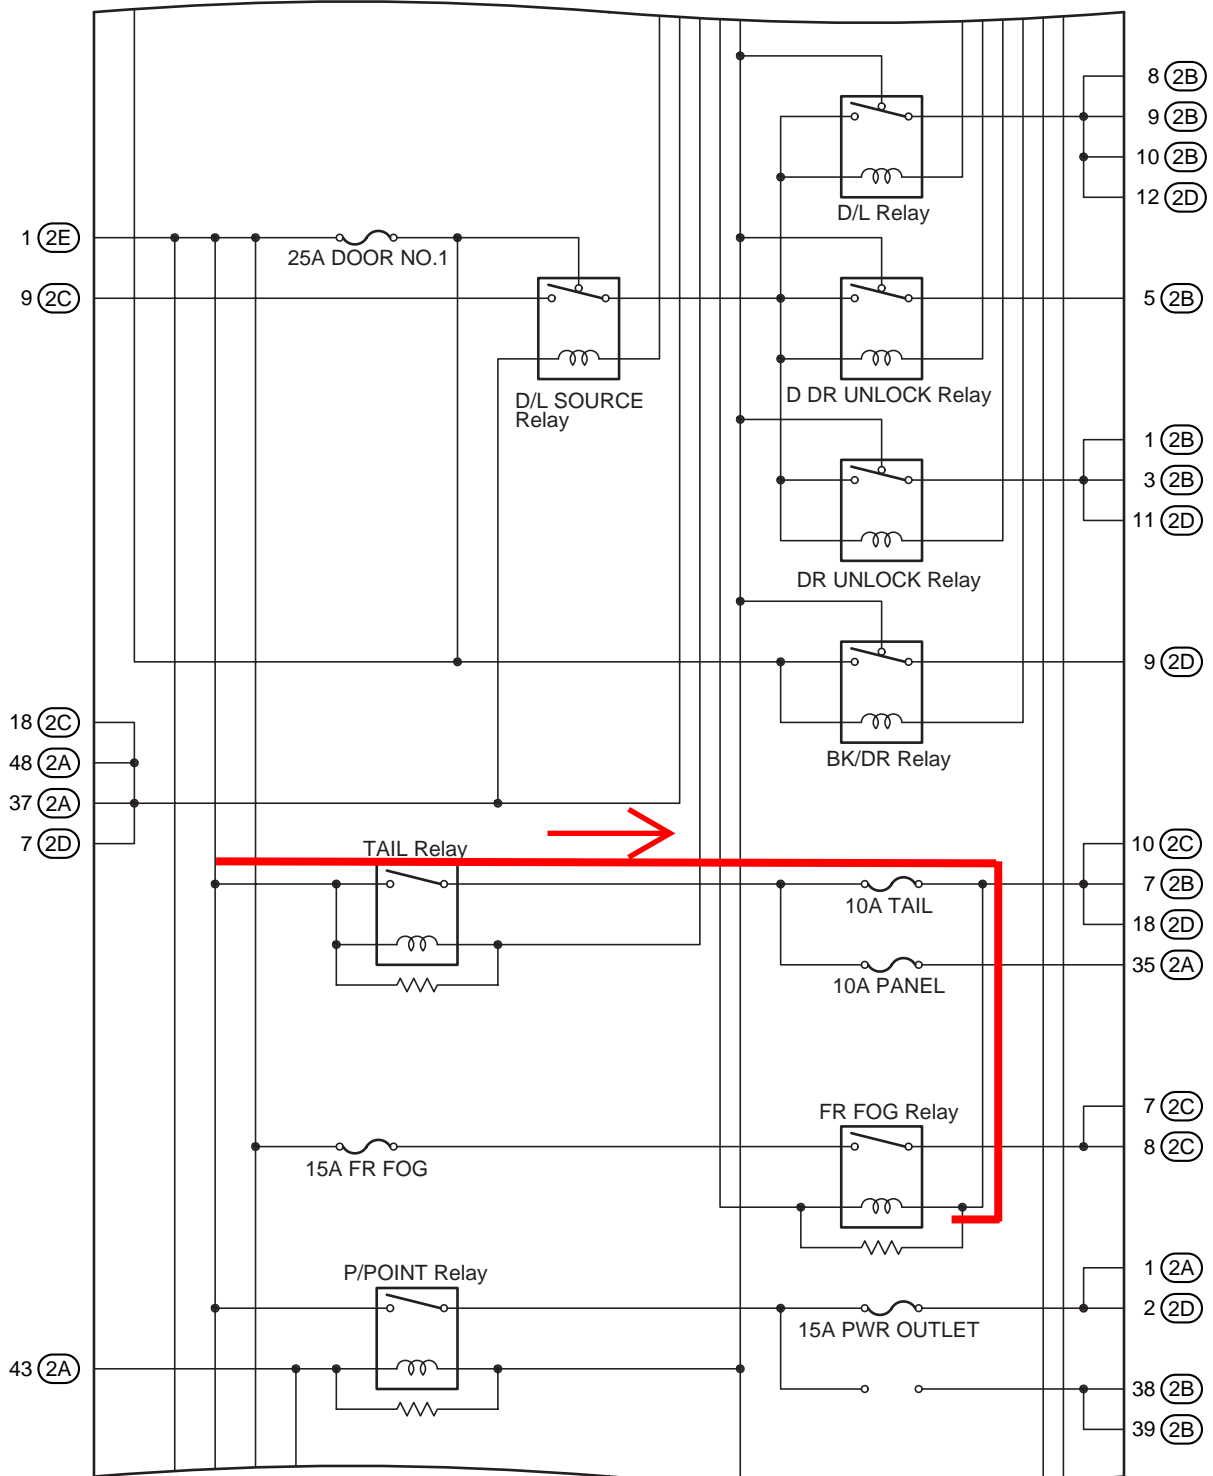 8 2B
9 2B
10 2B
12 2D
D/L Relay
1 2E
25A DOOR NO.1
9 2C
5 2B
D/L SOURCE
Relay
D DR UNLOCK Relay
1 2B
3 2B
11 2D
DR UNLOCK Relay
9 2D
18 2C
48 2A
37 2A
7 2D
BK/DR Relay
TAIL Relay
10 2C
7 2B
10A TAIL
18 2D
35 2A
10A PANEL
FR FOG Relay
7 2C
8 2C
15A FR FOG
P/POINT Relay
1 2A
2 2D
15A PWR OUTLET
43 2A
38 2B
39 2B